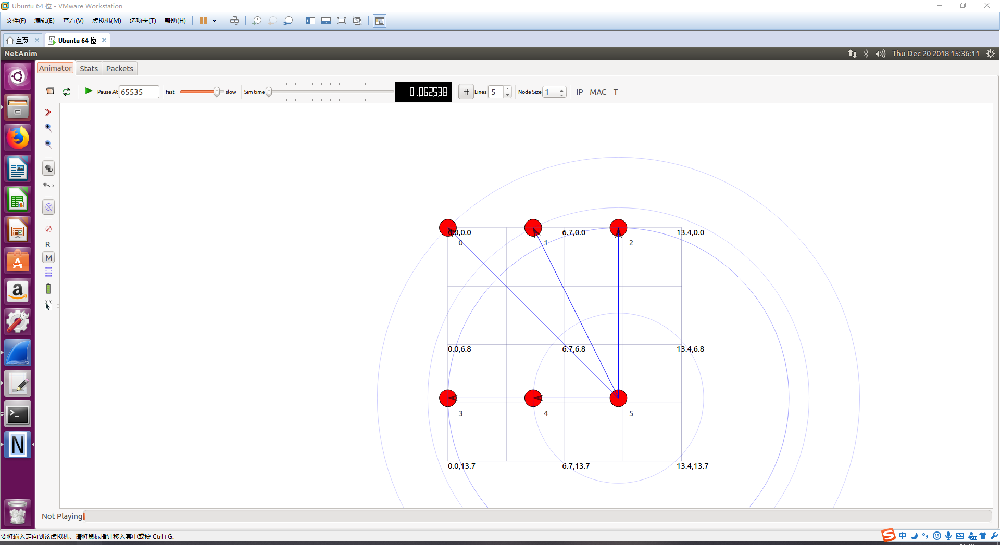 Ubuntu 64 位 - VMware Workstation
文件(F) 编辑(E) 查看(V) 虚拟机(M) 选项卡(T) 帮助(H)
主页 Ubuntu 64 位
NetAnim Thu Dec 20 2018 15:36:11
Animator Stats Packets
Pause At 65535 fast slow Sim time 0.062538 Lines 5 Node Size 1 IP MAC T
ID
SYSID
R
M
(X, Y)
0.0,0.0 6.7,0.0 13.4,0.0
0 1 2
0.0,6.8 6.7,6.8 13.4,6.8
3 4 5
0.0,13.7 6.7,13.7 13.4,13.7
Not Playing
要将输入定向到该虚拟机，请将鼠标指针移入其中或按 Ctrl+G。
中